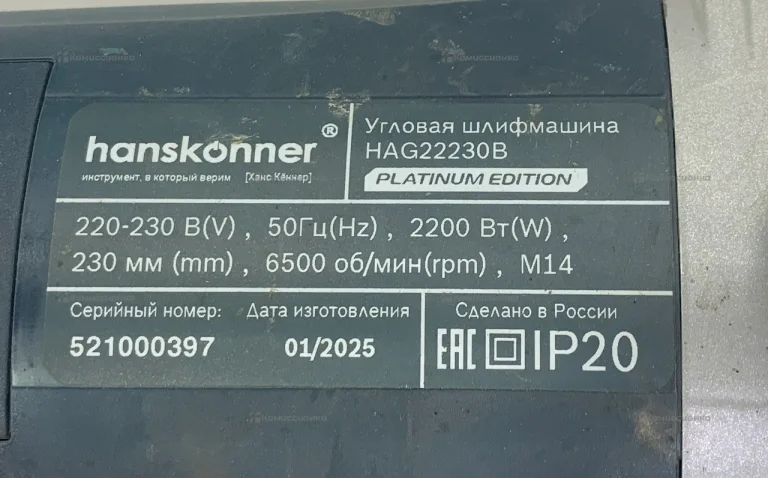 hanskönner®
инструмент, в который верим [Ханс Кённер]
Угловая шлифмашина
HAG22230B
PLATINUM EDITION
220-230 В(V) , 50Гц(Hz) , 2200 Вт(W) ,
230 мм (mm) , 6500 об/мин(rpm) , M14
Серийный номер:
521000397
Дата изготовления
01/2025
Сделано в России
EAC IP20